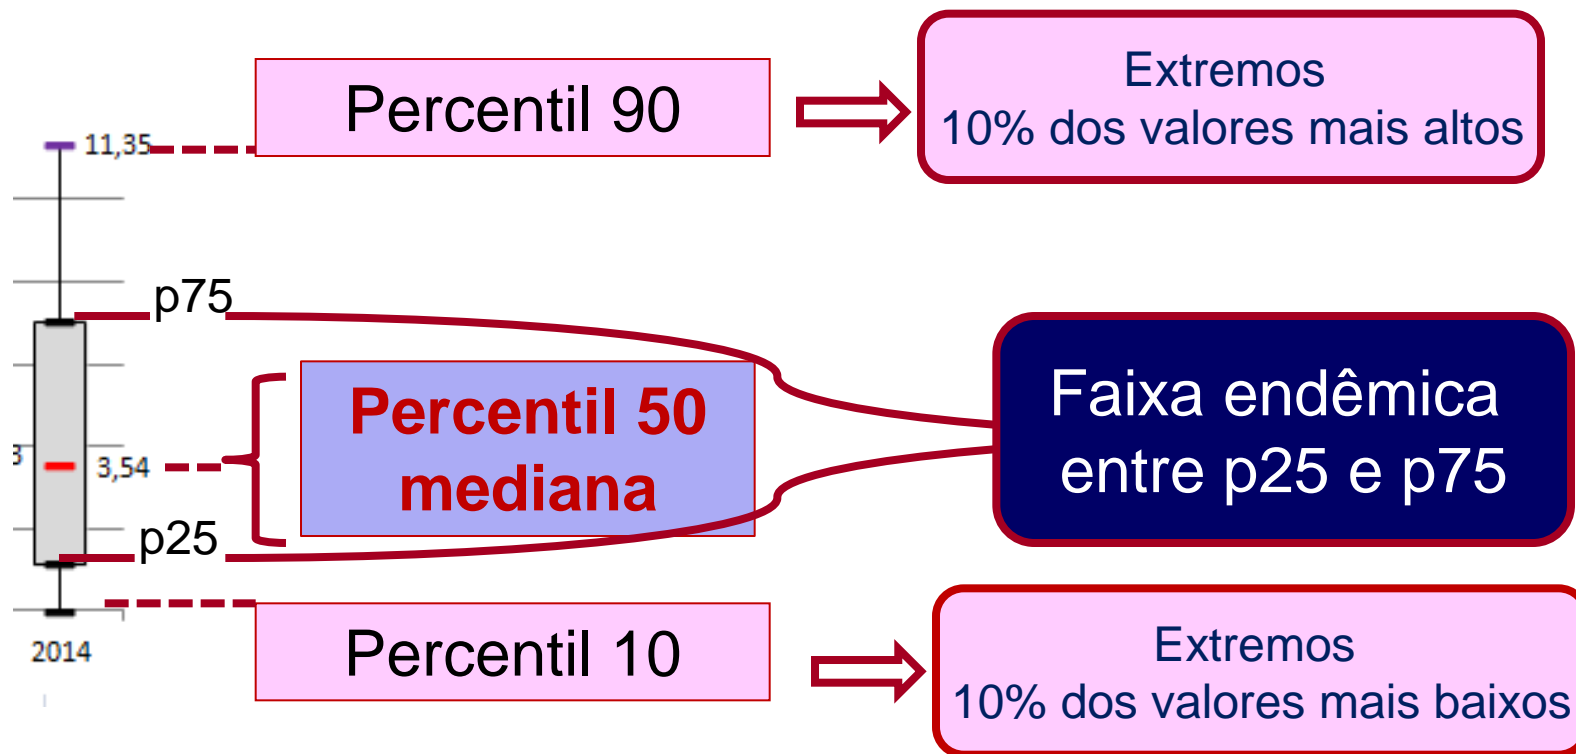 Percentil 90
Extremos
10% dos valores mais altos
11,35
p75
Percentil 50
mediana
Faixa endêmica
entre p25 e p75
3
3,54
p25
2014
Percentil 10
Extremos
10% dos valores mais baixos